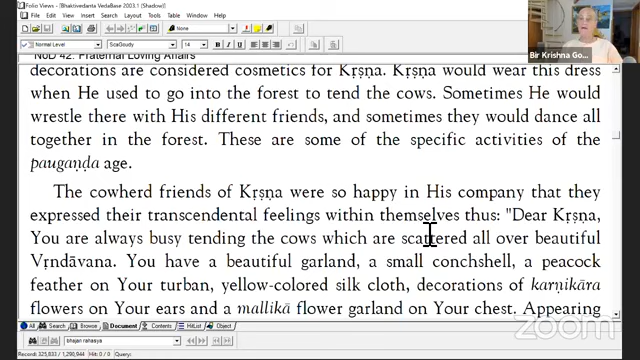 Folio Views - [Bhaktivedanta VedaBase 2003.1 (Shadow)]
File Edit View Search Layout Tools Window Help
None
Normal Level ScaGoudy 14
NoD 42: Fraternal Loving Affairs
decorations are considered cosmetics for Kṛṣṇa. Kṛṣṇa would wear this dress
when He used to go into the forest to tend the cows. Sometimes He would
wrestle there with His different friends, and sometimes they would dance all
together in the forest. These are some of the specific activities of the
paugaṇḍa age.
The cowherd friends of Kṛṣṇa were so happy in His company that they
expressed their transcendental feelings within themselves thus: "Dear Kṛṣṇa,
You are always busy tending the cows which are scattered all over beautiful
Vṛndāvana. You have a beautiful garland, a small conchshell, a peacock
feather on Your turban, yellow-colored silk cloth, decorations of karṇikāra
flowers on Your ears and a mallikā flower garland on Your chest. Appearing
All Search Browse Document Contents HitList Object
bhajan rahasya
Record: 325,833 / 1,298,944 Hit: 0 / 0 Query:
Bir Krishna Go...
zoom